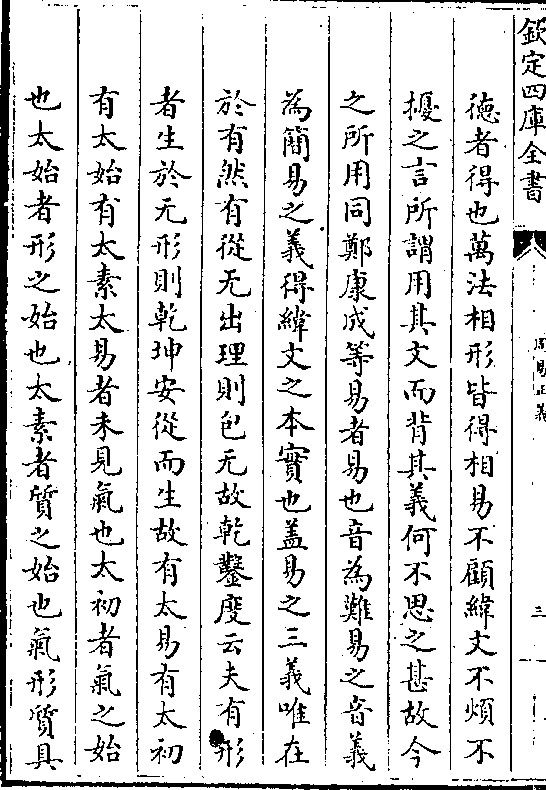 欽定四庫全書
周易正義
三
德者得也萬法相形皆得相易不顧緯文不煩不
擾之言所謂用其文而背其義何不思之甚故今
之所用同鄭康成等易者易也音為難易之音義
為簡易之義得緯文之本實也蓋易之三義唯在
於有然有從无出理則包无故乾鑿度云夫有形
者生於无形則乾坤安從而生故有太易有太初
有太始有太素太易者未見氣也太初者氣之始
也太始者形之始也太素者質之始也氣形質具